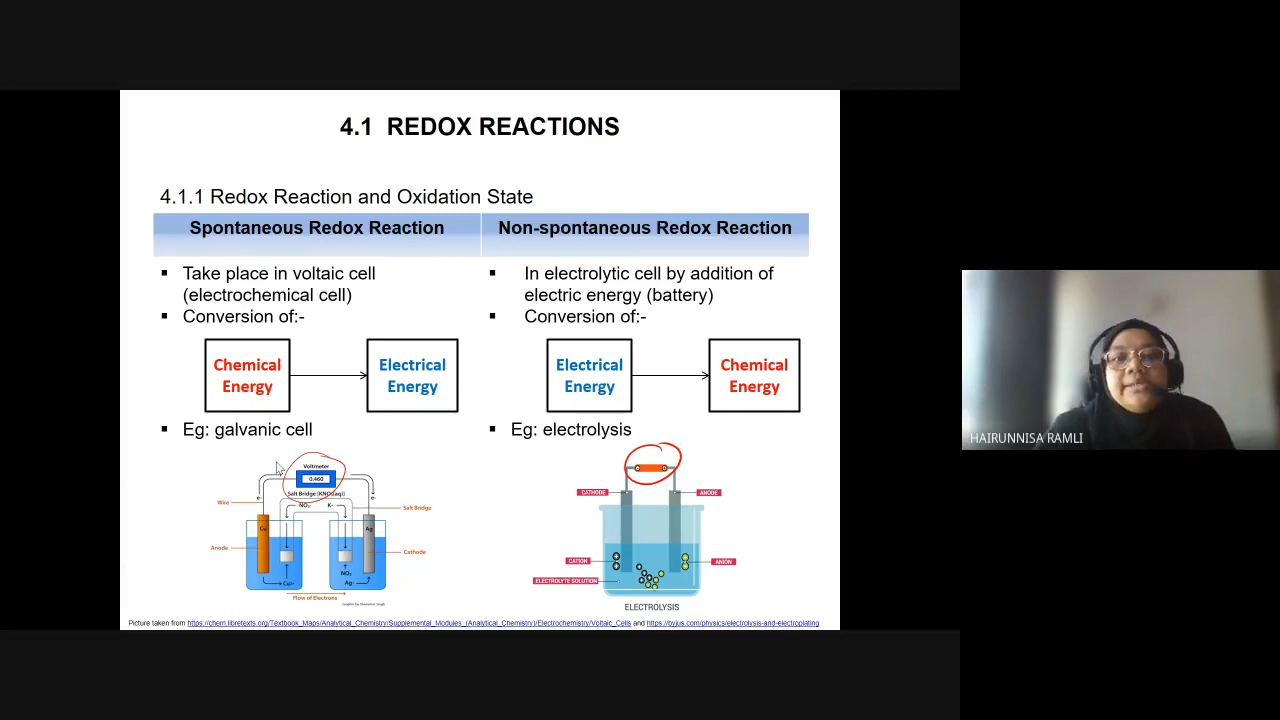 4.1 REDOX REACTIONS
4.1.1 Redox Reaction and Oxidation State
Spontaneous Redox Reaction
Non-spontaneous Redox Reaction
▪ Take place in voltaic cell
(electrochemical cell)
▪ Conversion of:-
Chemical
Energy
Electrical
Energy
▪ Eg: galvanic cell
▪ In electrolytic cell by addition of
electric energy (battery)
▪ Conversion of:-
Electrical
Energy
Chemical
Energy
▪ Eg: electrolysis
Voltmeter
0.460
Salt Bridge [KNO3(aq)]
Wire
NO3-
K+
Salt Bridge
e-
e-
Cu
Ag
Anode
Cathode
Cu2+
NO3-
Ag+
Flow of Electrons
CATHODE
ANODE
CATION
ANION
ELECTROLYTE SOLUTION
ELECTROLYSIS
Picture taken from https://chem.libretexts.org/Textbook_Maps/Analytical_Chemistry/Supplemental_Modules_(Analytical_Chemistry)/Electrochemistry/Voltaic_Cells and https://byjus.com/physics/electrolysis-and-electroplating
HAIRUNNISA RAMLI